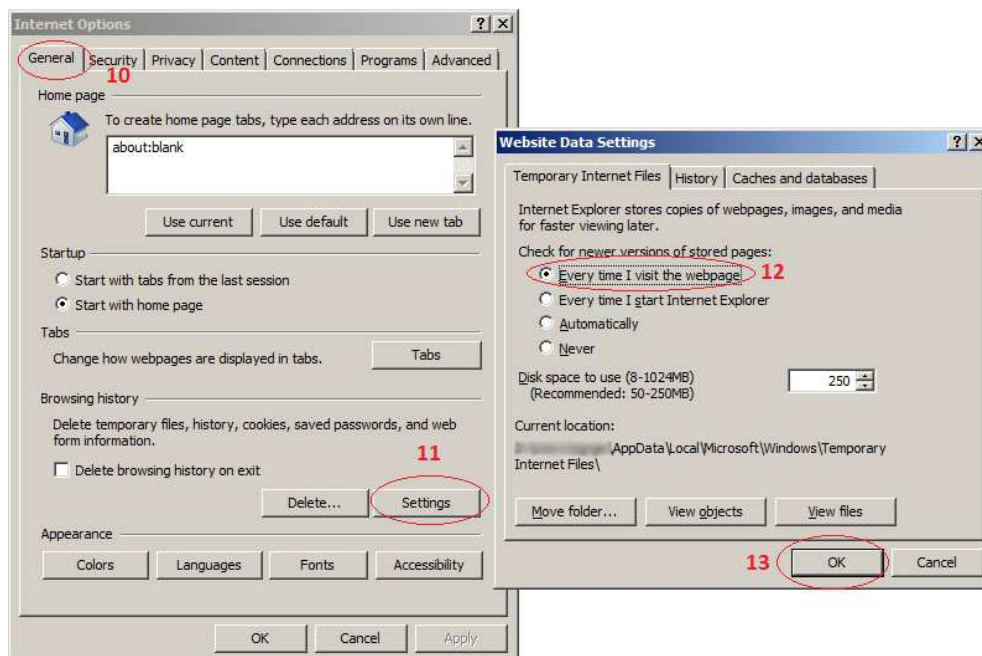 Internet Options
General Security Privacy Content Connections Programs Advanced
10
Home page
To create home page tabs, type each address on its own line.
about:blank
Use current Use default Use new tab
Startup
Start with tabs from the last session
Start with home page
Tabs
Change how webpages are displayed in tabs. Tabs
Browsing history
Delete temporary files, history, cookies, saved passwords, and web
form information.
11
Delete browsing history on exit
Delete... Settings
Appearance
Colors Languages Fonts Accessibility
OK Cancel Apply
Website Data Settings
Temporary Internet Files History Caches and databases
Internet Explorer stores copies of webpages, images, and media
for faster viewing later.
Check for newer versions of stored pages:
Every time I visit the webpage 12
Every time I start Internet Explorer
Automatically
Never
Disk space to use (8-1024MB) 250
(Recommended: 50-250MB)
Current location:
\AppData\Local\Microsoft\Windows\Temporary
Internet Files\
Move folder... View objects View files
13 OK Cancel